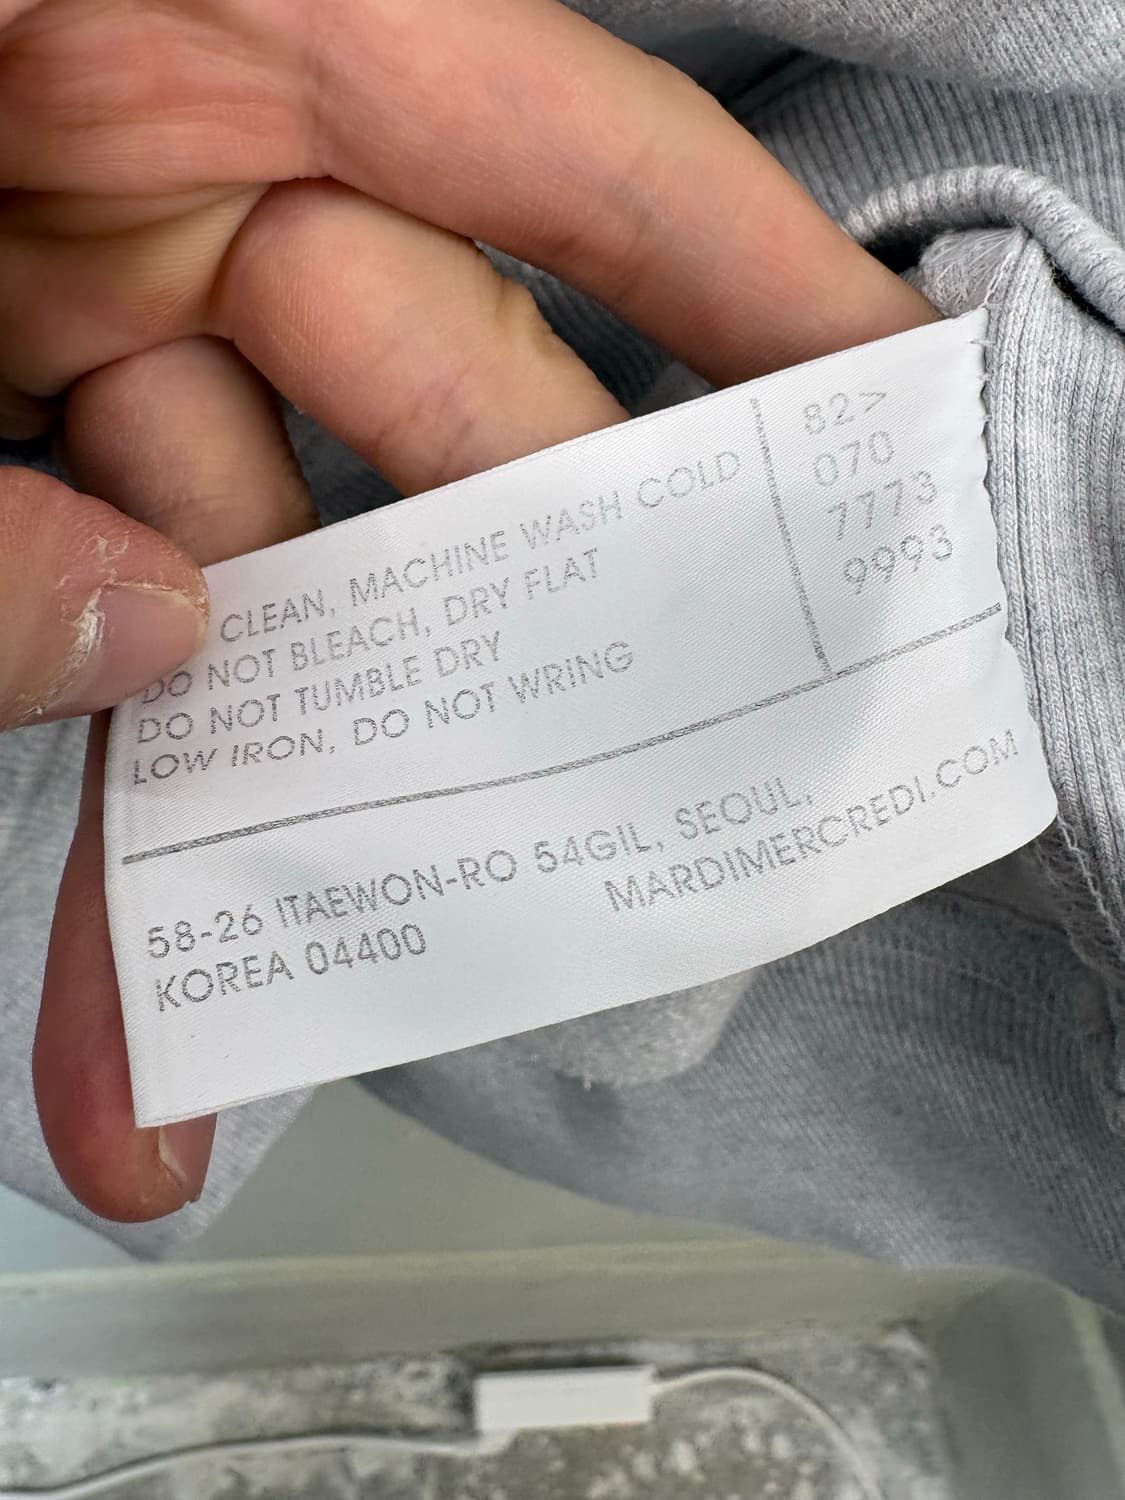 CLEAN, MACHINE WASH COLD
DO NOT BLEACH, DRY FLAT
DO NOT TUMBLE DRY
LOW IRON, DO NOT WRING
82>
070
7773
9993
58-26 ITAEWON-RO 54GIL, SEOUL,
KOREA 04400
MARDIMERCREDI.COM